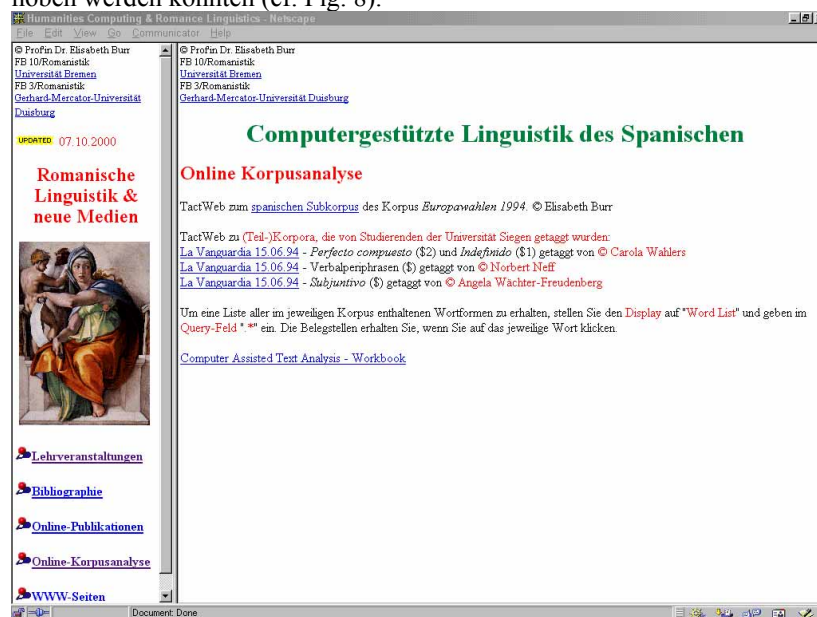 hoben werden konnten (cf. Fig. 8).
Humanities Computing & Romance Linguistics - Netscape
File Edit View Go Communicator Help
© Profin Dr. Elisabeth Burr
FB 10/Romanistik
Universität Bremen
FB 3/Romanistik
Gerhard-Mercator-Universität
Duisburg
UPDATED 07.10.2000
Romanische
Linguistik &
neue Medien
Lehrveranstaltungen
Bibliographie
Online-Publikationen
Online-Korpusanalyse
WWW-Seiten
© Profin Dr. Elisabeth Burr
FB 10/Romanistik
Universität Bremen
FB 3/Romanistik
Gerhard-Mercator-Universität Duisburg
Computergestützte Linguistik des Spanischen
Online Korpusanalyse
TactWeb zum spanischen Subkorpus des Korpus Europawahlen 1994. © Elisabeth Burr
TactWeb zu (Teil-)Korpora, die von Studierenden der Universität Siegen getaggt wurden:
La Vanguardia 15.06.94 - Perfecto compuesto ($2) und Indefinido ($1) getaggt von © Carola Wahlers
La Vanguardia 15.06.94 - Verbalperiphrasen ($) getaggt von © Norbert Neff
La Vanguardia 15.06.94 - Subjuntivo ($) getaggt von © Angela Wächter-Freudenberg
Um eine Liste aller im jeweiligen Korpus enthaltenen Wortformen zu erhalten, stellen Sie den Display auf "Word List" und geben im
Query-Feld ".*" ein. Die Belegstellen erhalten Sie, wenn Sie auf das jeweilige Wort klicken.
Computer Assisted Text Analysis - Workbook
Document: Done